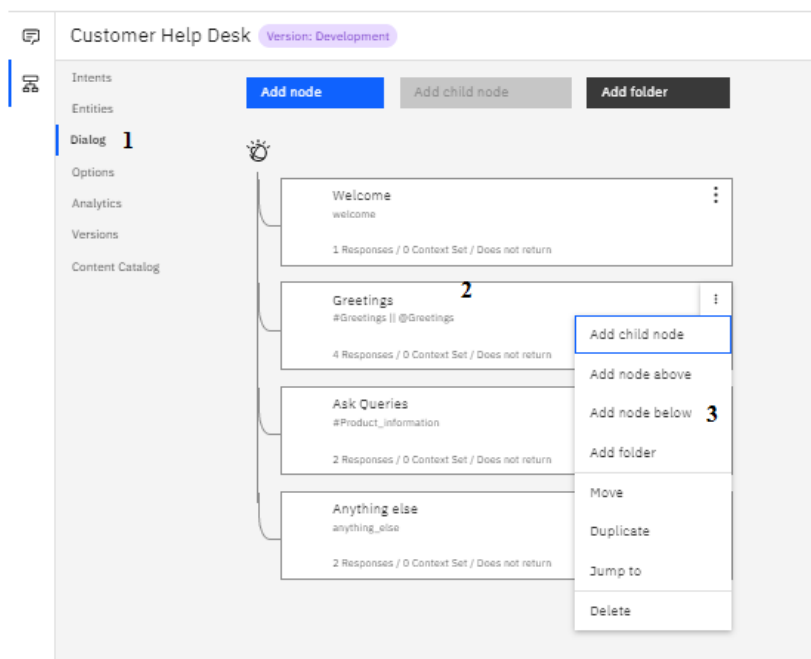 Customer Help Desk Version: Development
Intents
Entities
Dialog 1
Options
Analytics
Versions
Content Catalog
Add node
Add child node
Add folder
Welcome
welcome
1 Responses / 0 Context Set / Does not return
2
Greetings
#Greetings || @Greetings
4 Responses / 0 Context Set / Does not return
Ask Queries
#Product_information
2 Responses / 0 Context Set / Does not return
Anything else
anything_else
2 Responses / 0 Context Set / Does not return
Add child node
Add node above
Add node below 3
Add folder
Move
Duplicate
Jump to
Delete